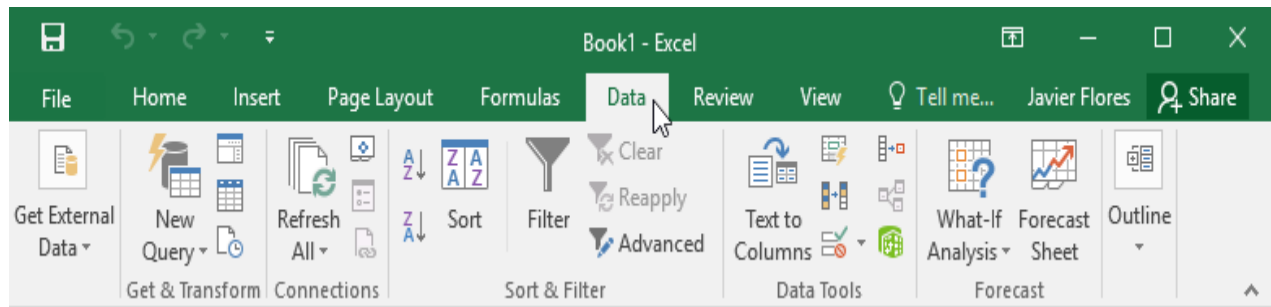 Book1 - Excel
File Home Insert Page Layout Formulas Data Review View Tell me... Javier Flores Share
Get External
Data
New
Query
Refresh
All
A
Z
Z
A
Z A
A Z
Sort
Filter
Clear
Reapply
Advanced
Text to
Columns
What-If
Analysis
Forecast
Sheet
Outline
Get & Transform Connections Sort & Filter Data Tools Forecast